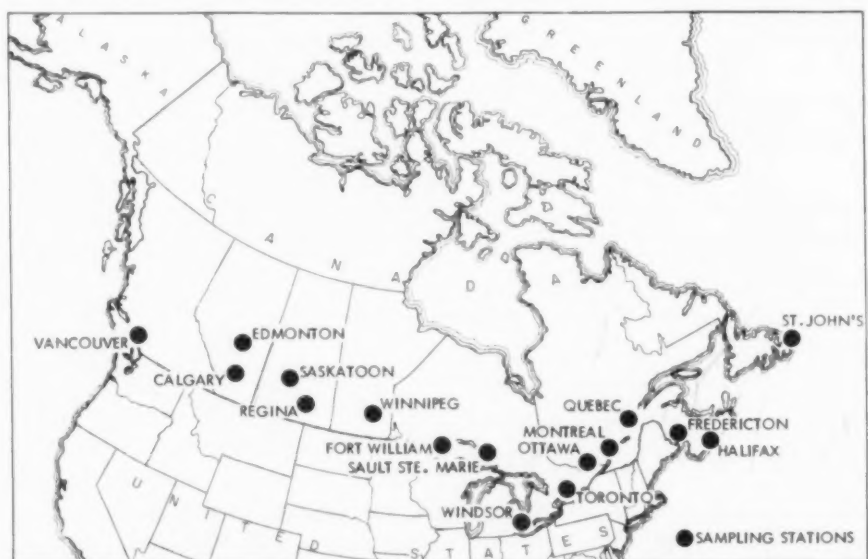 ALASKA
GREENLAND
CANADA
ST. JOHN'S
VANCOUVER
EDMONTON
CALGARY
SASKATOON
REGINA
WINNIPEG
QUEBEC
FREDERICTON
MONTREAL
HALIFAX
FORT WILLIAM
OTTAWA
SAULT STE. MARIE
TORONTO
WINDSOR
UNITED STATES
SAMPLING STATIONS